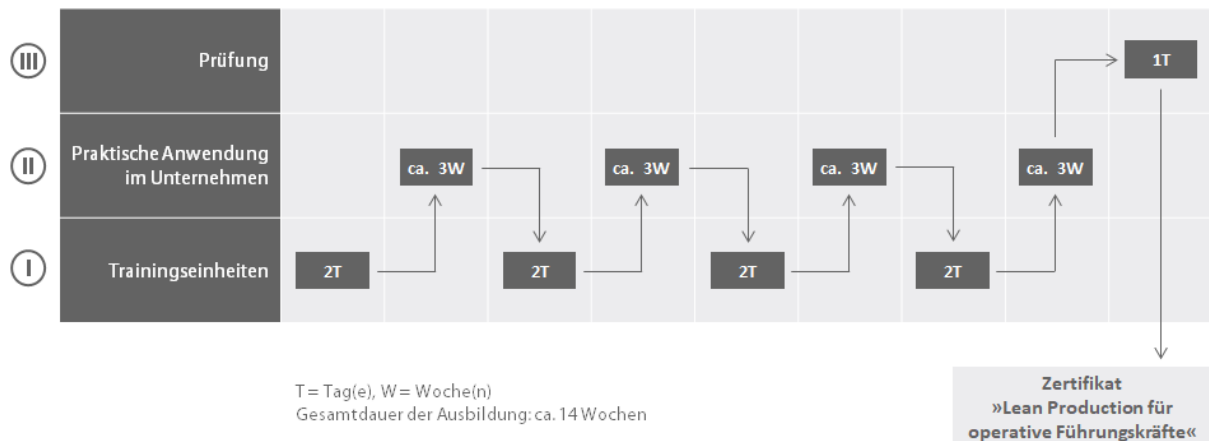 III
Prüfung
1T
II
Praktische Anwendung
im Unternehmen
ca. 3W
ca. 3W
ca. 3W
ca. 3W
I
Trainingseinheiten
2T
2T
2T
2T
T = Tag(e), W = Woche(n)
Gesamtdauer der Ausbildung: ca. 14 Wochen
Zertifikat
»Lean Production für
operative Führungskräfte«